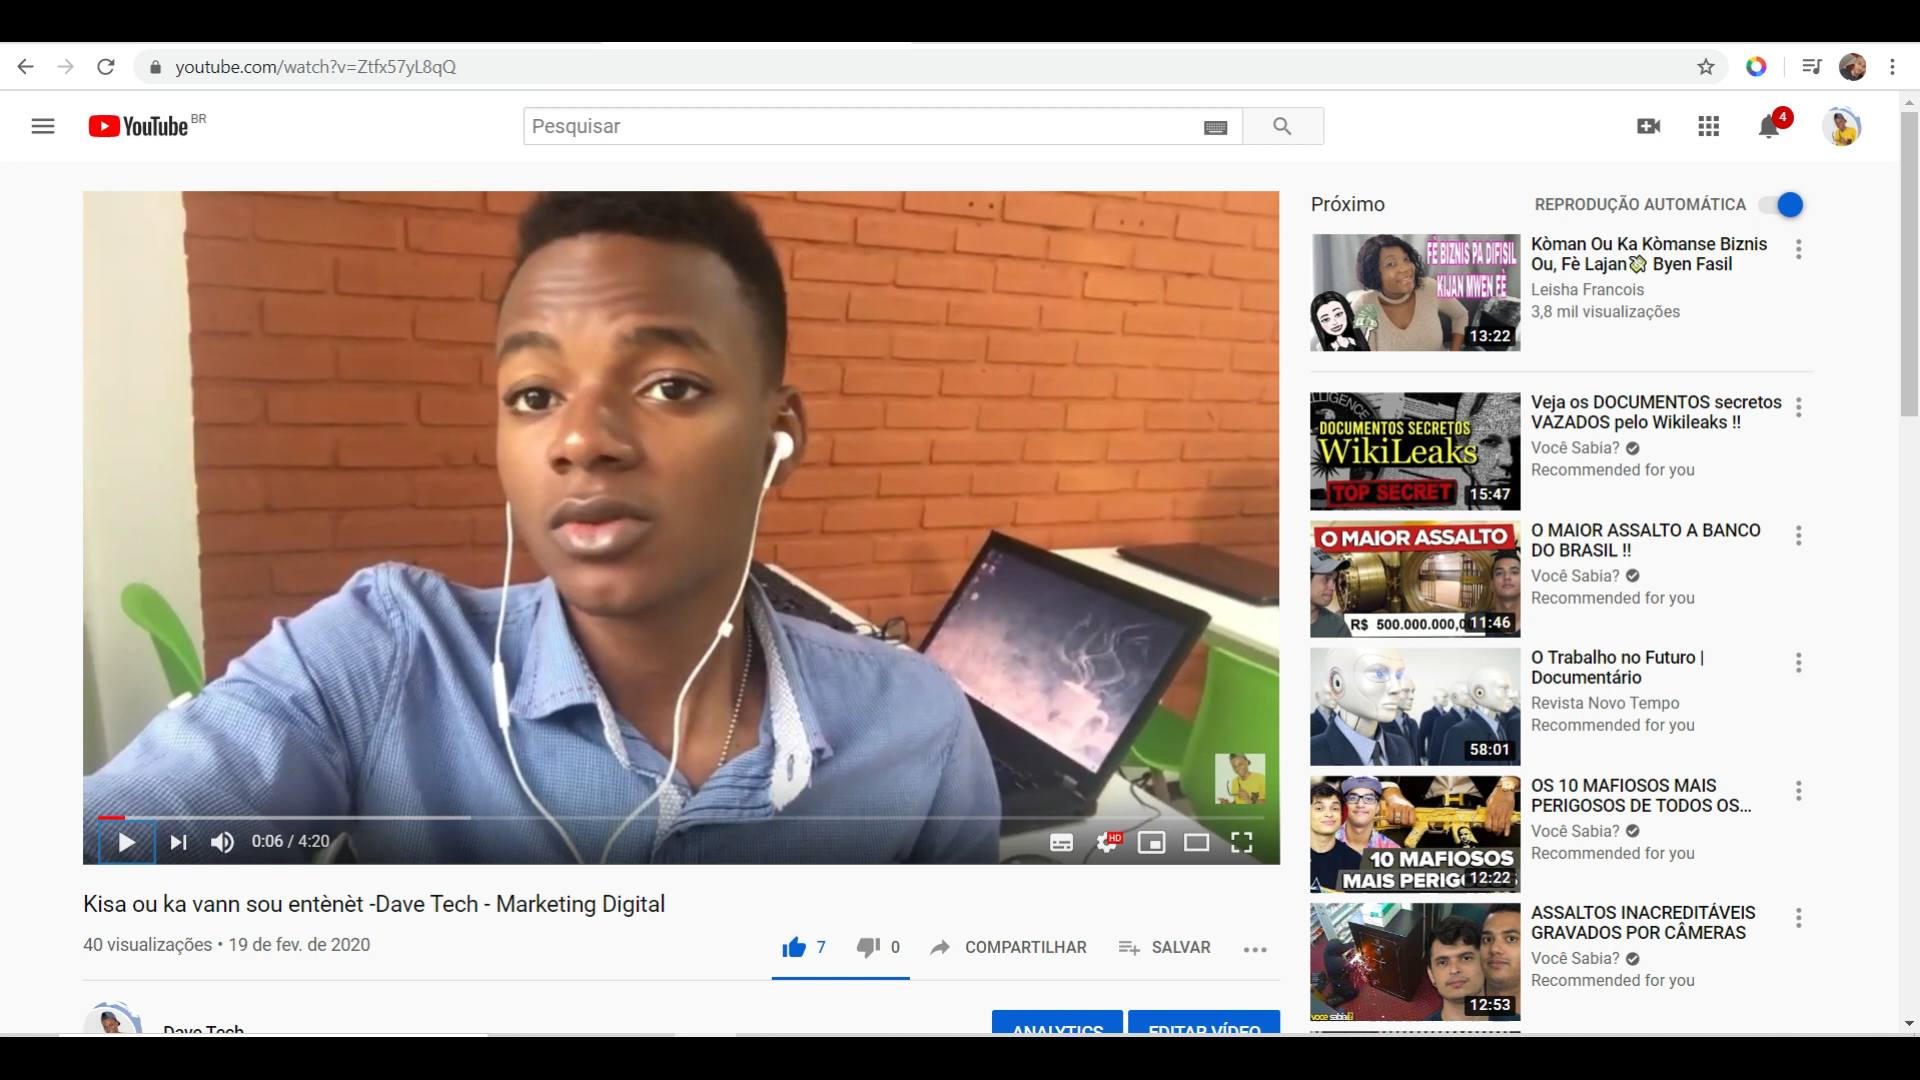 youtube.com/watch?v=Ztfx57yL8qQ
YouTube BR
Pesquisar
4
Próximo
REPRODUÇÃO AUTOMÁTICA
FÈ BIZNIS PA DIFISIL
KIJAN MWEN FÈ
13:22
Kòman Ou Ka Kòmanse Biznis
Ou, Fè Lajan💸 Byen Fasil
Leisha Francois
3,8 mil visualizações
DOCUMENTOS SECRETOS
WikiLeaks
TOP SECRET
15:47
Veja os DOCUMENTOS secretos
VAZADOS pelo Wikileaks !!
Você Sabia?
Recommended for you
O MAIOR ASSALTO
R$ 500.000.000,0
11:46
O MAIOR ASSALTO A BANCO
DO BRASIL !!
Você Sabia?
Recommended for you
58:01
O Trabalho no Futuro |
Documentário
Revista Novo Tempo
Recommended for you
10 MAFIOSOS
MAIS PERIG
12:22
OS 10 MAFIOSOS MAIS
PERIGOSOS DE TODOS OS...
Você Sabia?
Recommended for you
12:53
ASSALTOS INACREDITÁVEIS
GRAVADOS POR CÂMERAS
Você Sabia?
Recommended for you
0:06 / 4:20
HD
Kisa ou ka vann sou entènèt -Dave Tech - Marketing Digital
40 visualizações • 19 de fev. de 2020
7
0
COMPARTILHAR
SALVAR
Dave Tech
ANALYTICS
EDITAR VÍDEO